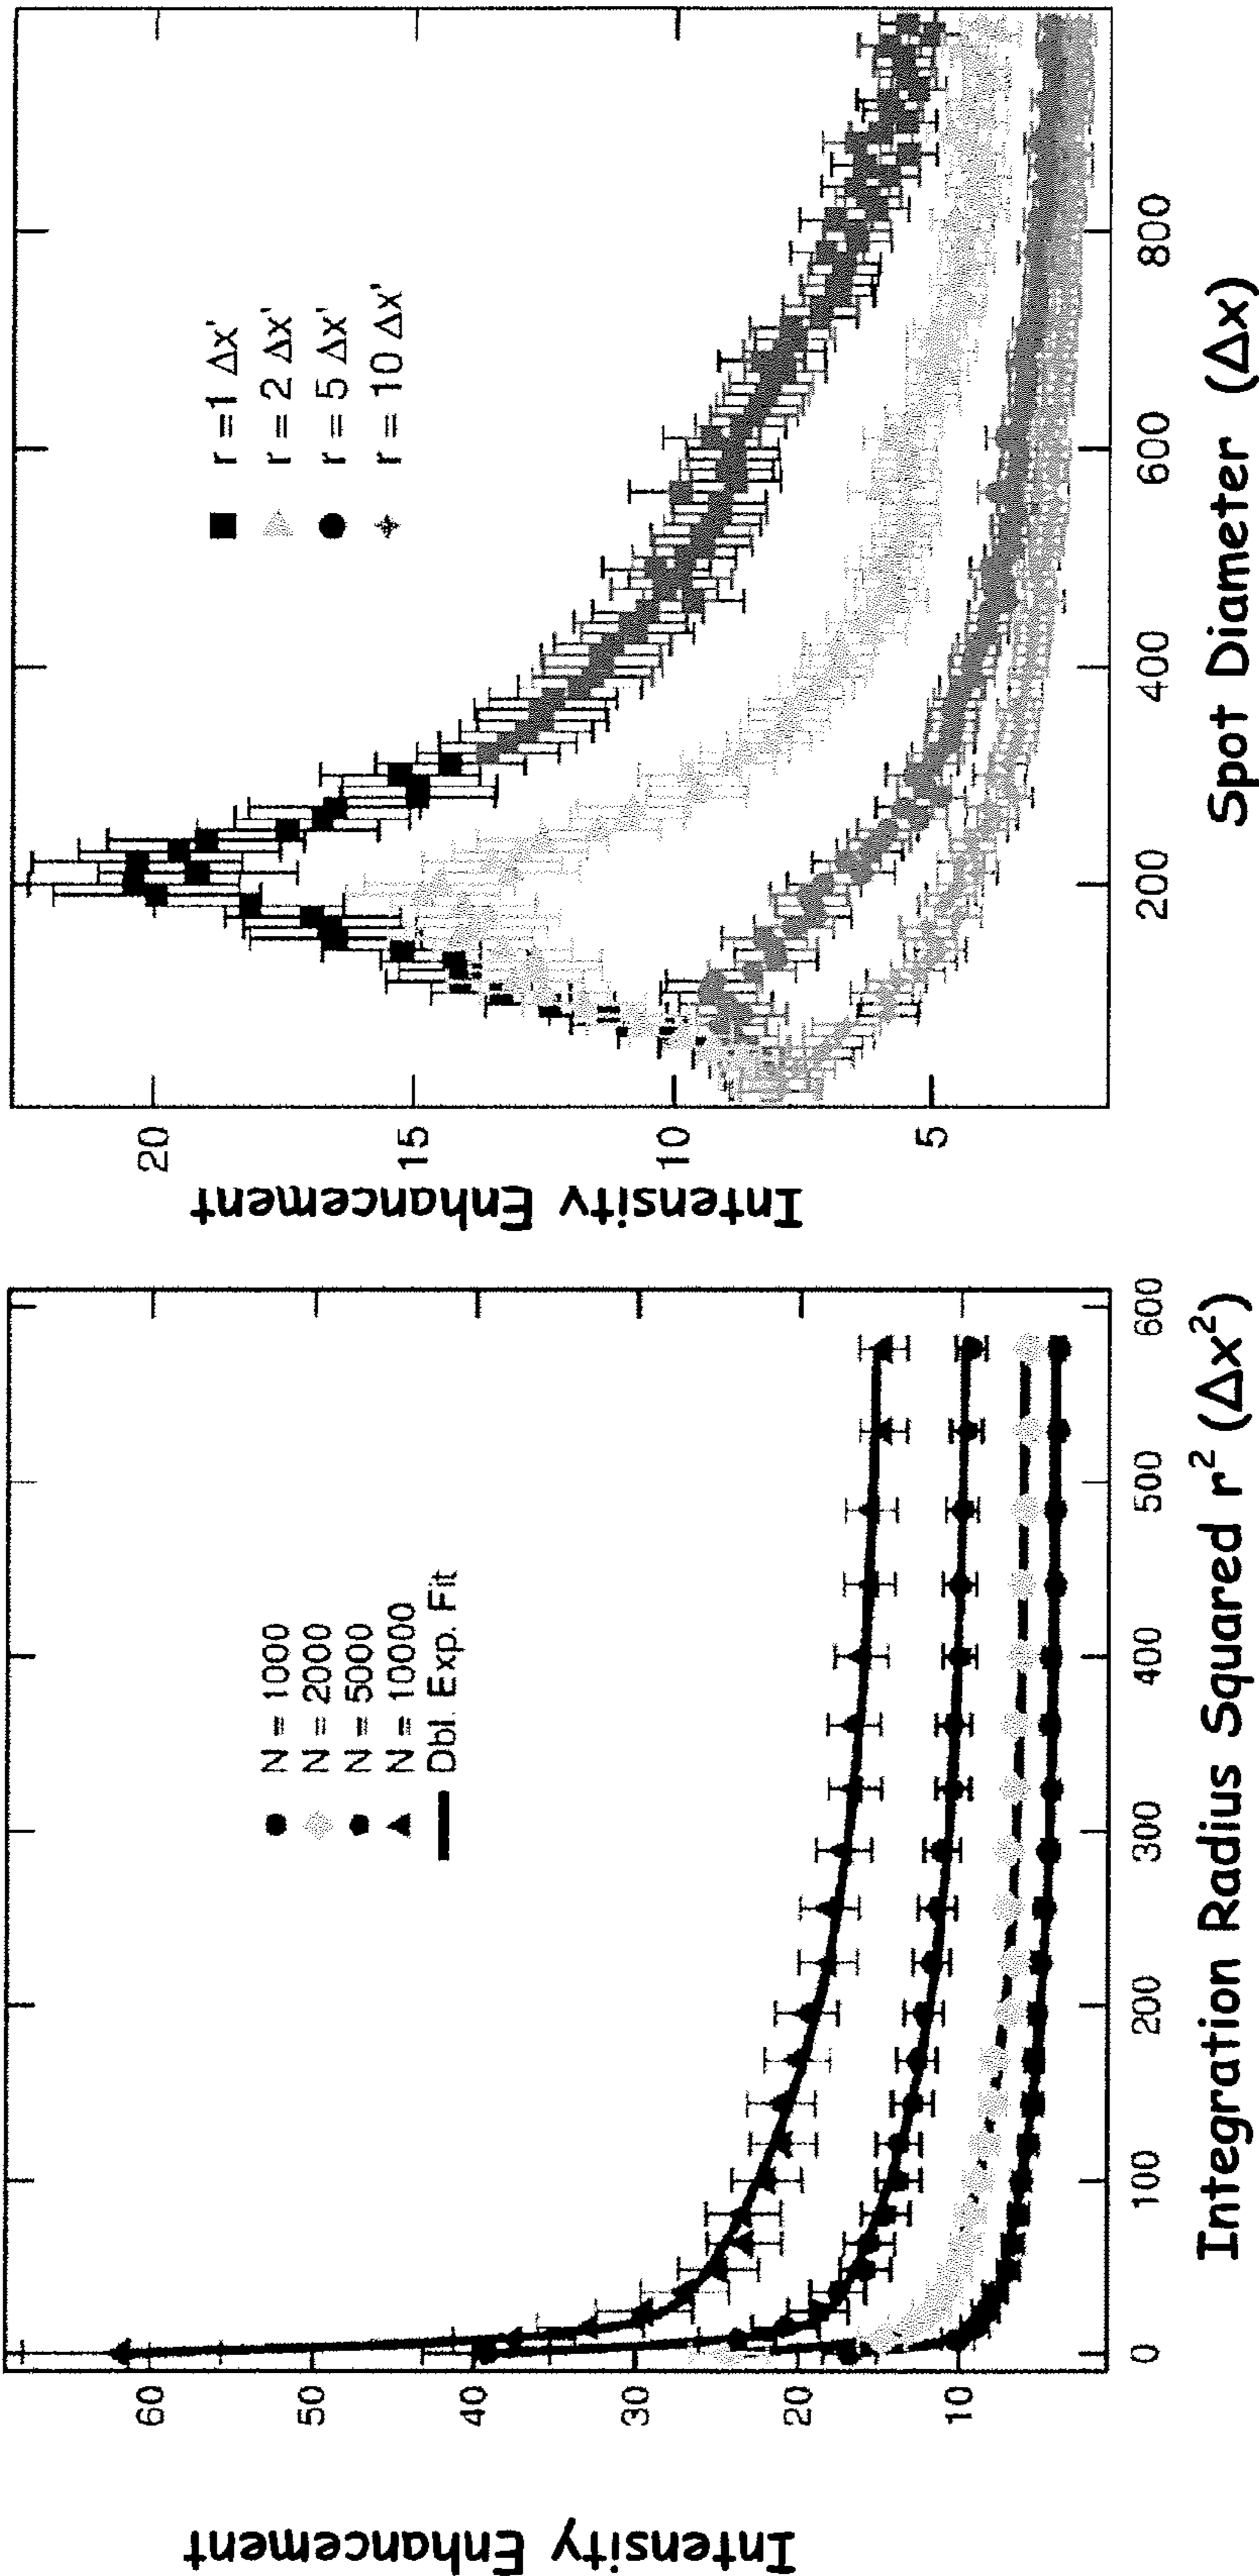 Intensity Enhancement
60
50
40
30
20
10
N = 1000
N = 2000
N = 5000
N = 10000
Dbl. Exp. Fit
0
100
200
300
400
500
600
Integration Radius Squared r² (Δx²)
Intensity Enhancement
20
15
10
5
r = 1 Δx'
r = 2 Δx'
r = 5 Δx'
r = 10 Δx'
200
400
600
800
Spot Diameter (Δx)